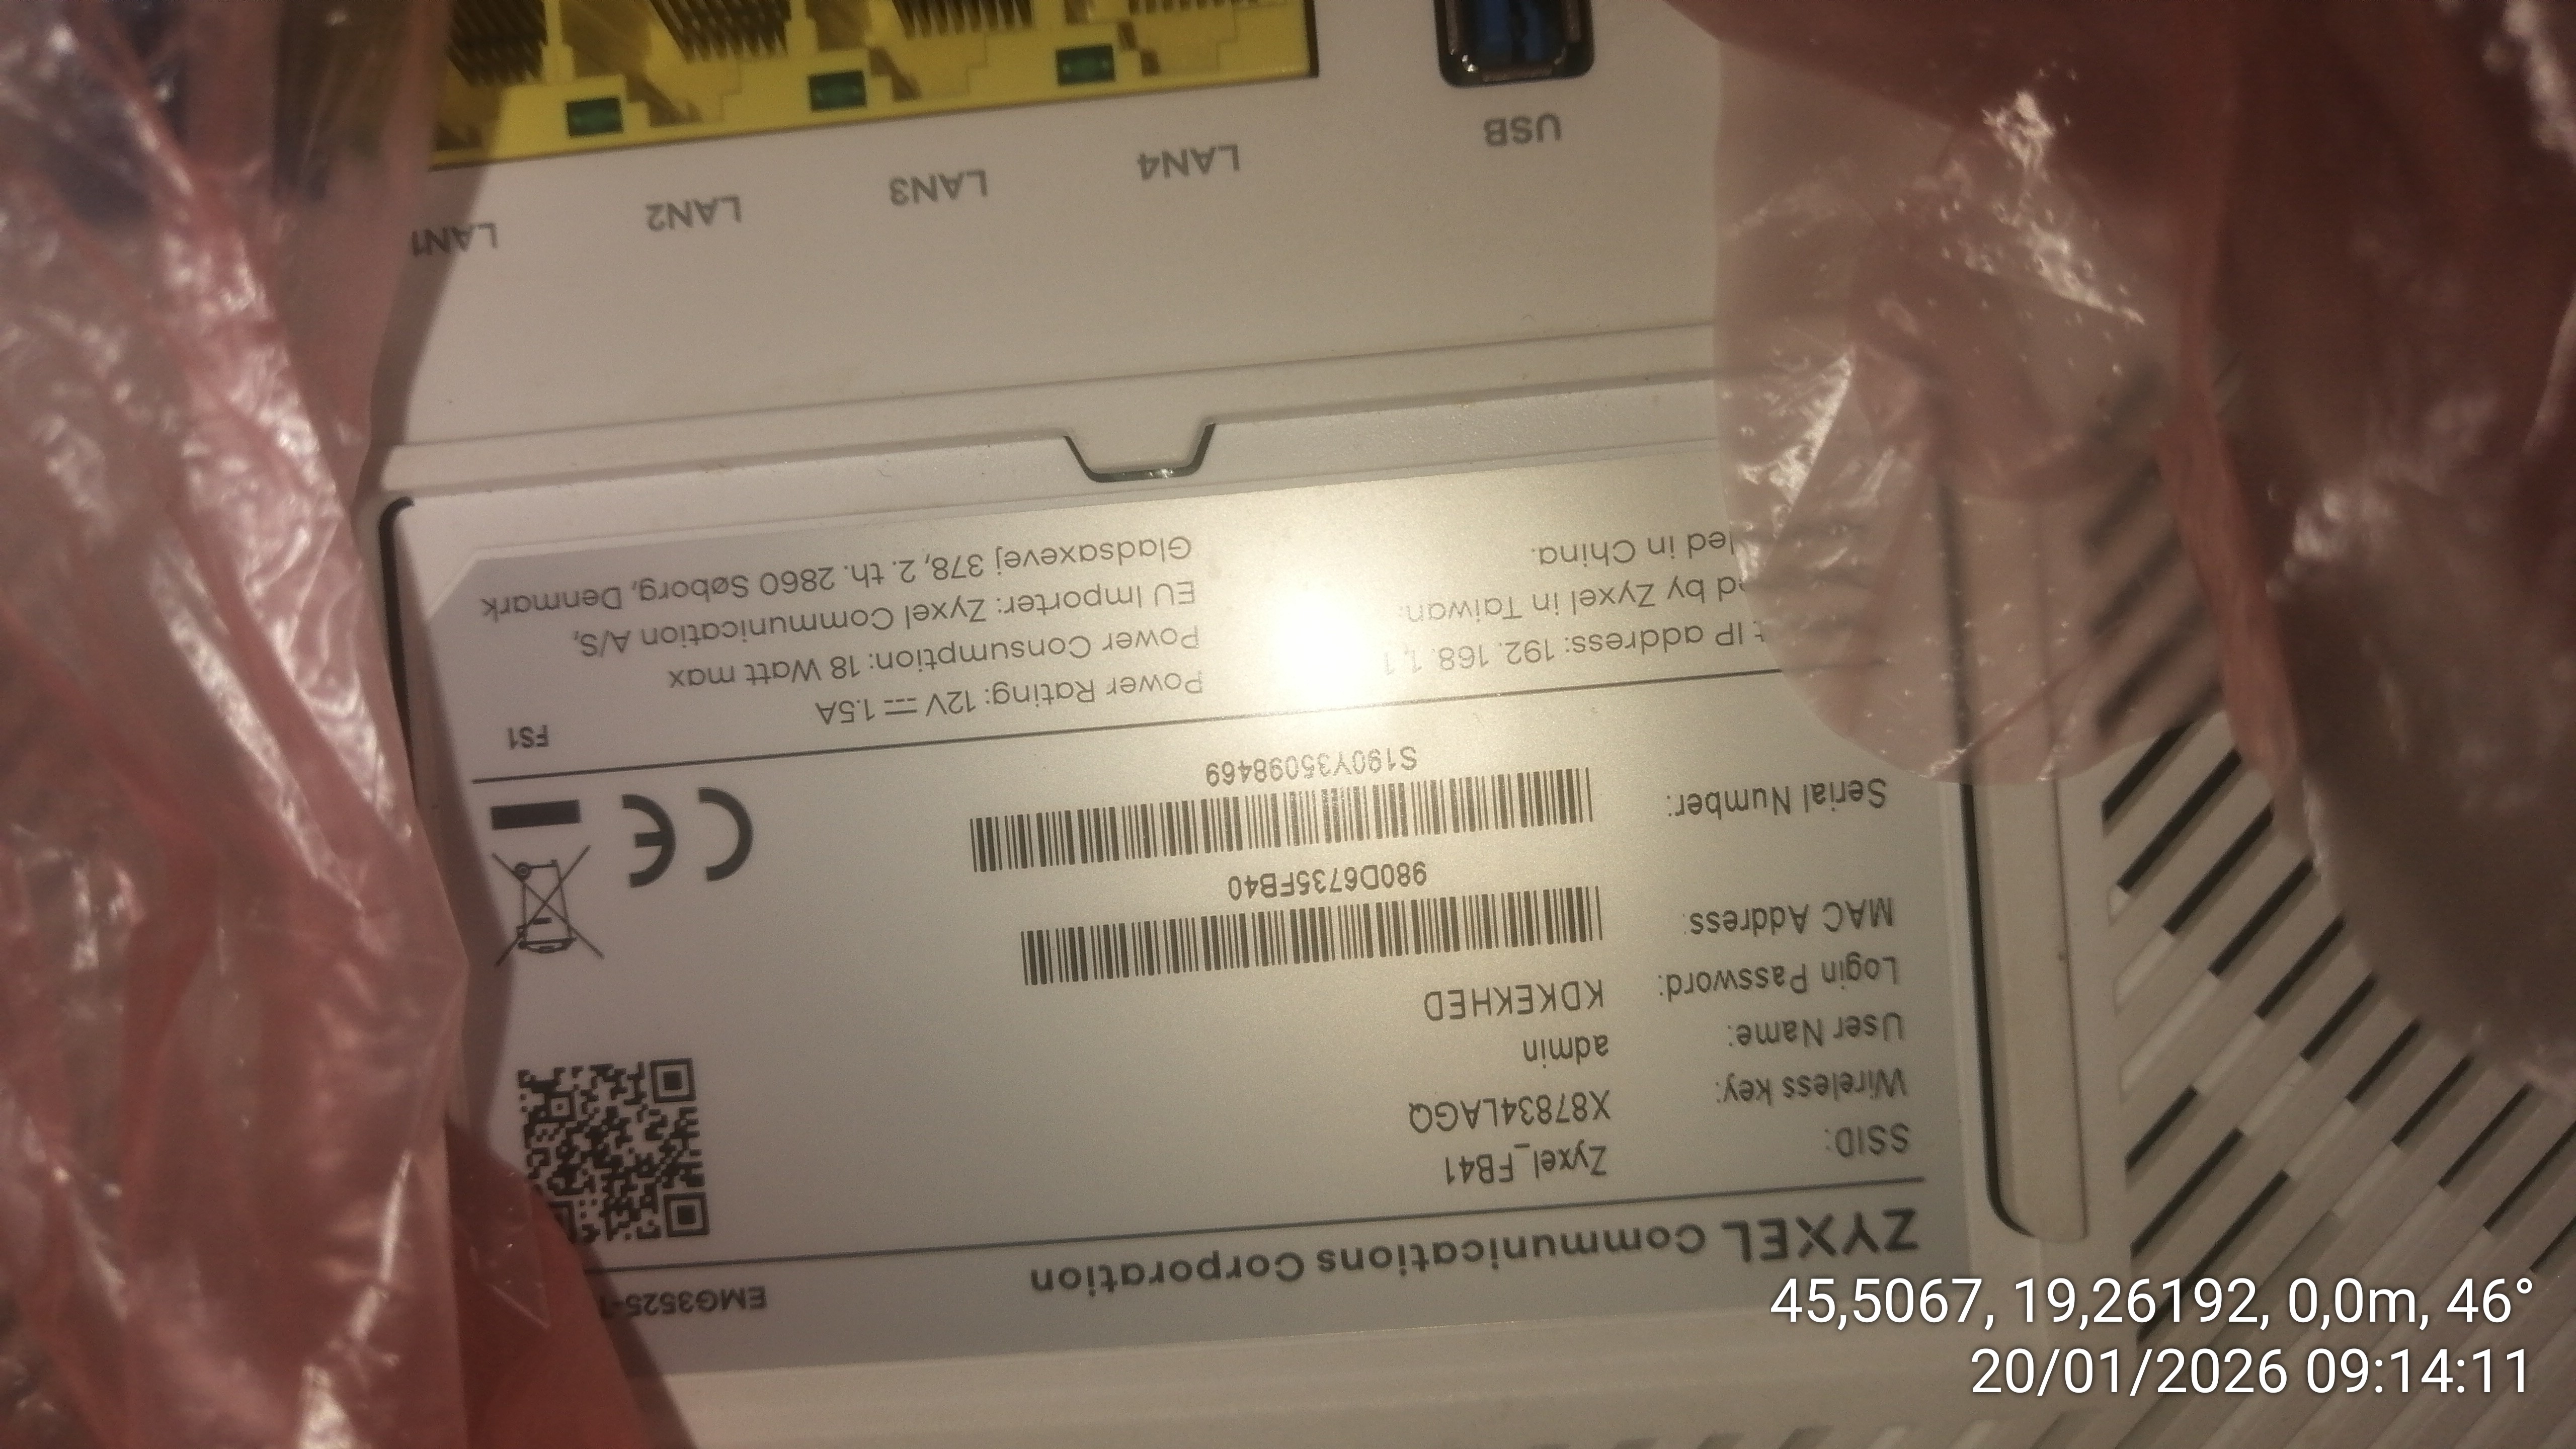 ZYXEL Communications Corporation
EMG3525-
SSID: Zyxel_FB41
Wireless key: X87834LAGQ
User Name: admin
Login Password: KDKEKHED
MAC Address:
980D6735FB40
Serial Number:
S190Y35098469
IP address: 192.168.1.1
by Zyxel in Taiwan.
in China.
Power Rating: 12V ⎓ 1.5A
Power Consumption: 18 Watt max
EU Importer: Zyxel Communication A/S,
Gladsaxevej 378, 2. th. 2860 Søborg, Denmark
CE
FS1
USB
LAN4
LAN3
LAN2
LAN1
45,5067, 19,26192, 0,0m, 46°
20/01/2026 09:14:11